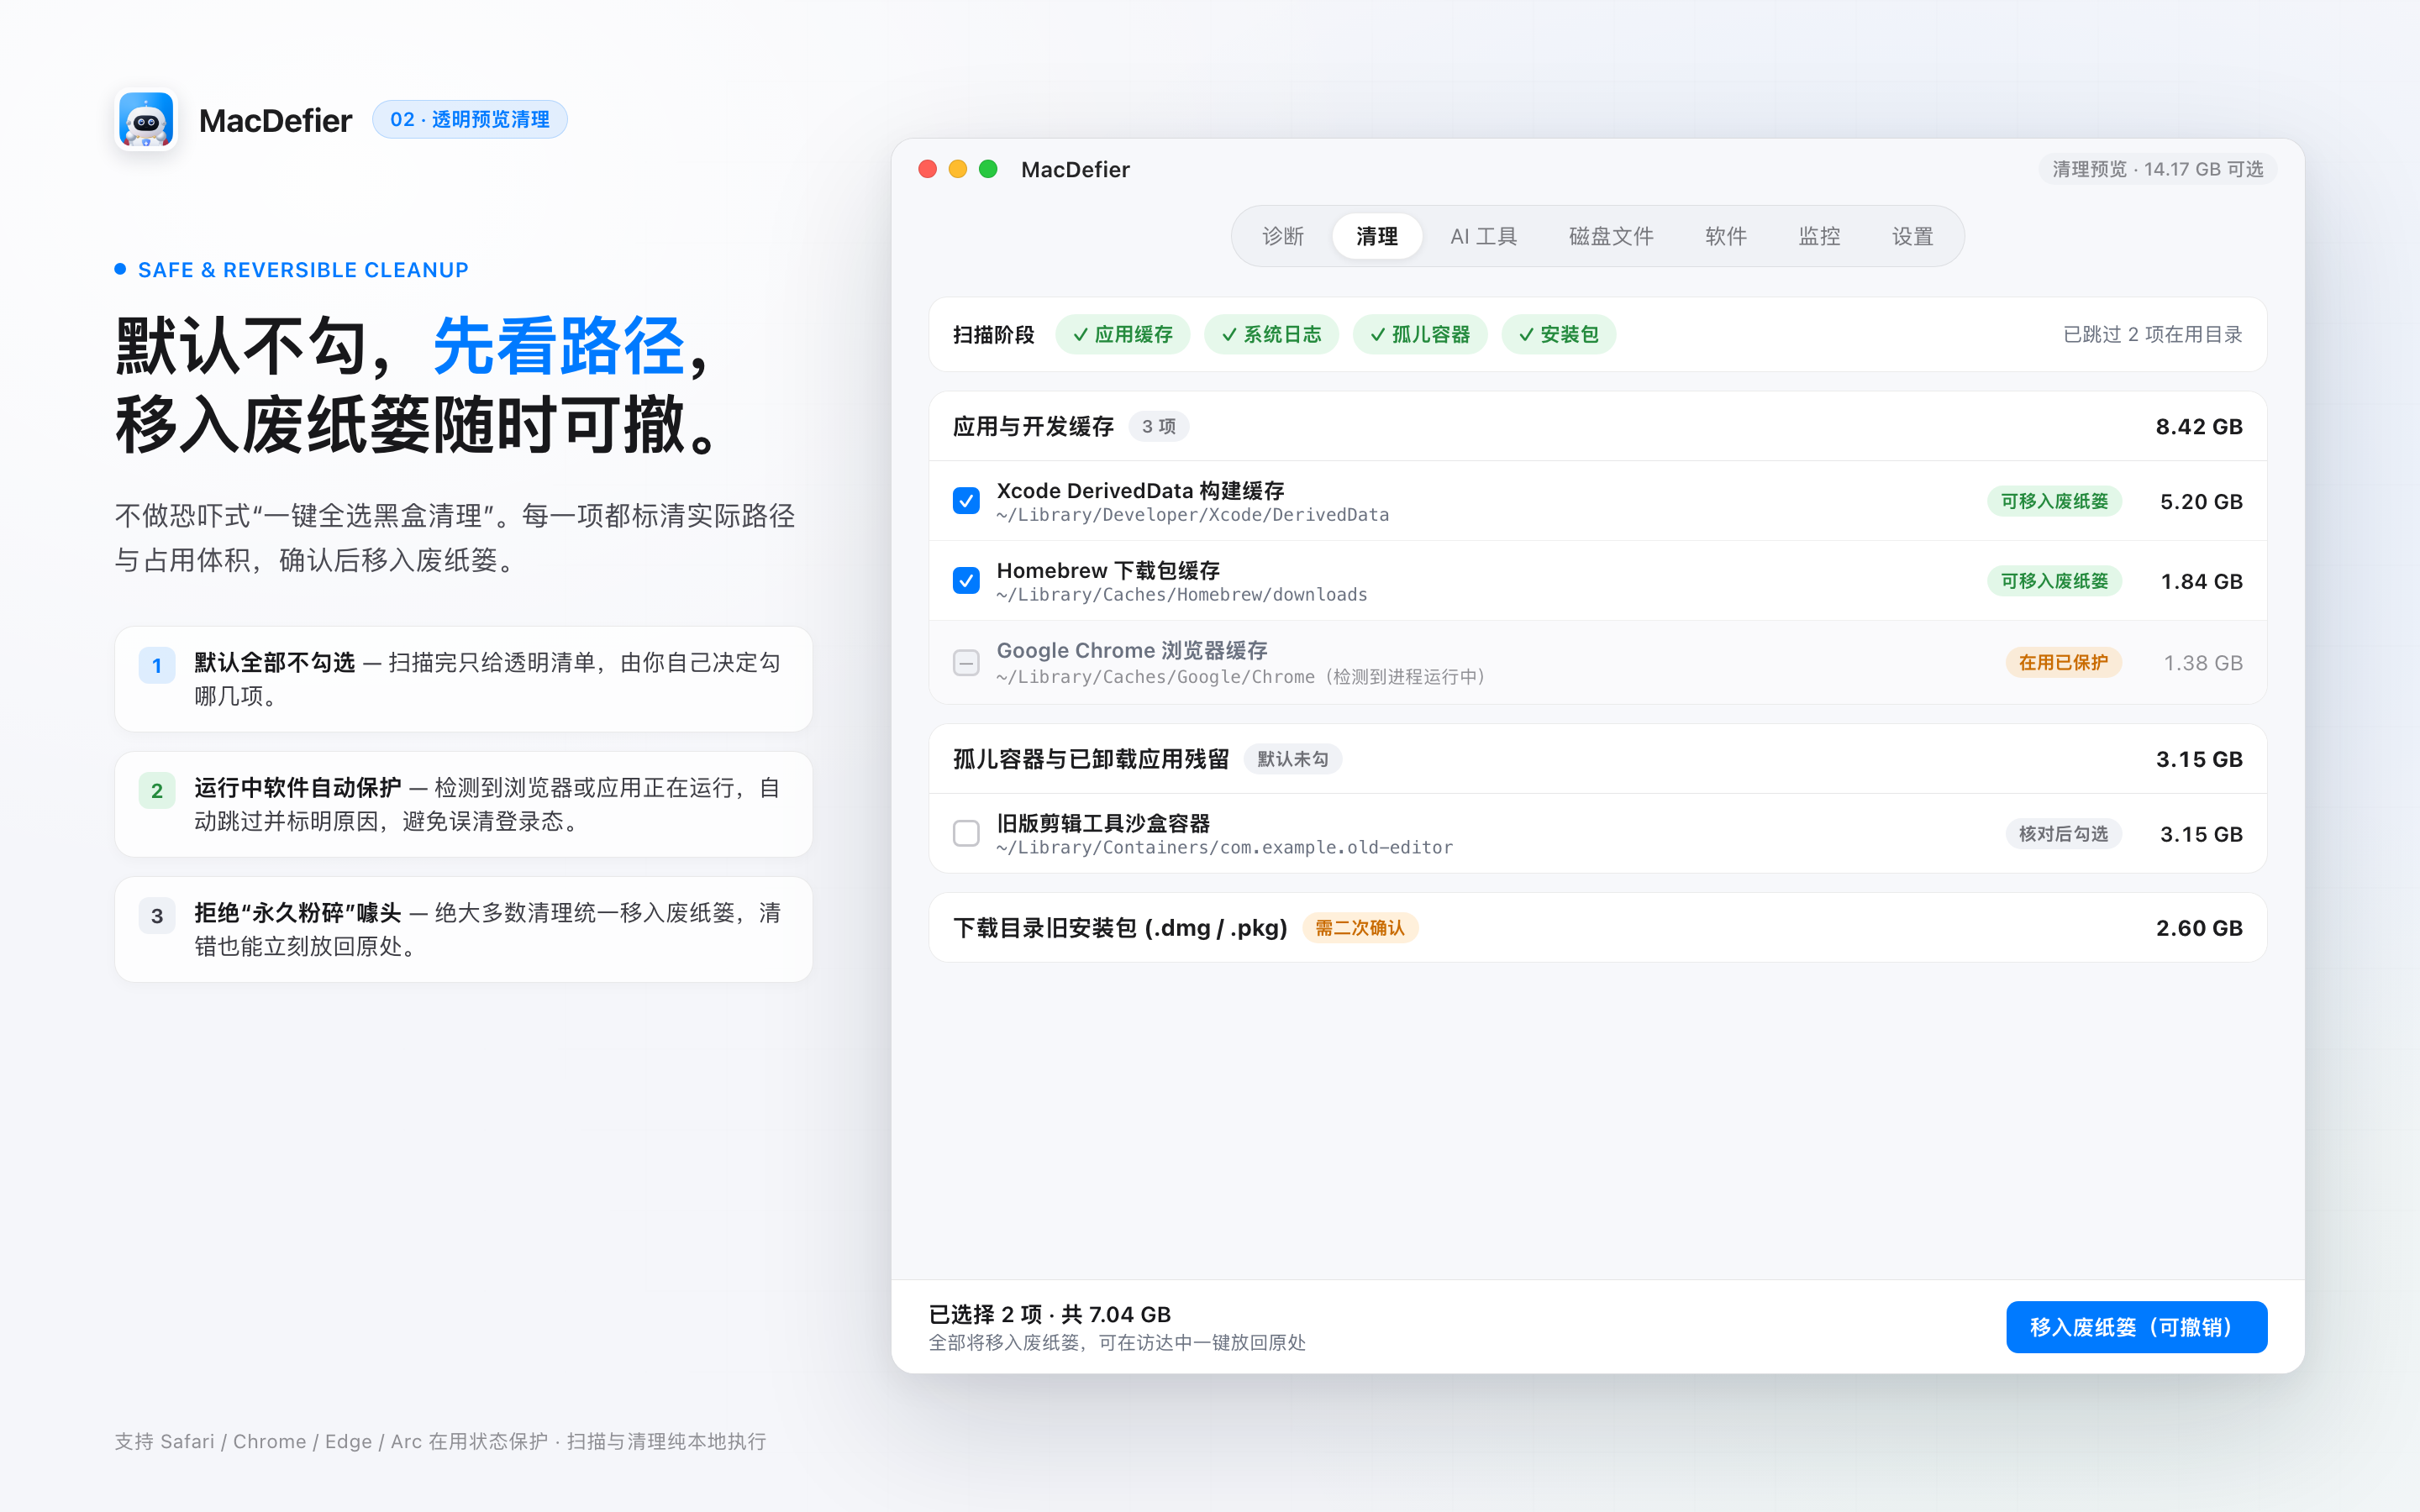 MacDefier
02 · 透明预览清理
SAFE & REVERSIBLE CLEANUP
默认不勾，先看路径，
移入废纸篓随时可撤。
不做恐吓式“一键全选黑盒清理”。每一项都标清实际路径
与占用体积，确认后移入废纸篓。
1 默认全部不勾选 — 扫描完只给透明清单，由你自己决定勾
哪几项。
2 运行中软件自动保护 — 检测到浏览器或应用正在运行，自
动跳过并标明原因，避免误清登录态。
3 拒绝“永久粉碎”噱头 — 绝大多数清理统一移入废纸篓，清
错也能立刻放回原处。
支持 Safari / Chrome / Edge / Arc 在用状态保护 · 扫描与清理纯本地执行
MacDefier
清理预览 · 14.17 GB 可选
诊断 清理 AI 工具 磁盘文件 软件 监控 设置
扫描阶段 ✓ 应用缓存 ✓ 系统日志 ✓ 孤儿容器 ✓ 安装包 已跳过 2 项在用目录
应用与开发缓存 3 项 8.42 GB
Xcode DerivedData 构建缓存
~/Library/Developer/Xcode/DerivedData
可移入废纸篓 5.20 GB
Homebrew 下载包缓存
~/Library/Caches/Homebrew/downloads
可移入废纸篓 1.84 GB
Google Chrome 浏览器缓存
~/Library/Caches/Google/Chrome（检测到进程运行中）
在用已保护 1.38 GB
孤儿容器与已卸载应用残留 默认未勾 3.15 GB
旧版剪辑工具沙盒容器
~/Library/Containers/com.example.old-editor
核对后勾选 3.15 GB
下载目录旧安装包 (.dmg / .pkg) 需二次确认 2.60 GB
已选择 2 项 · 共 7.04 GB
全部将移入废纸篓，可在访达中一键放回原处
移入废纸篓（可撤销）